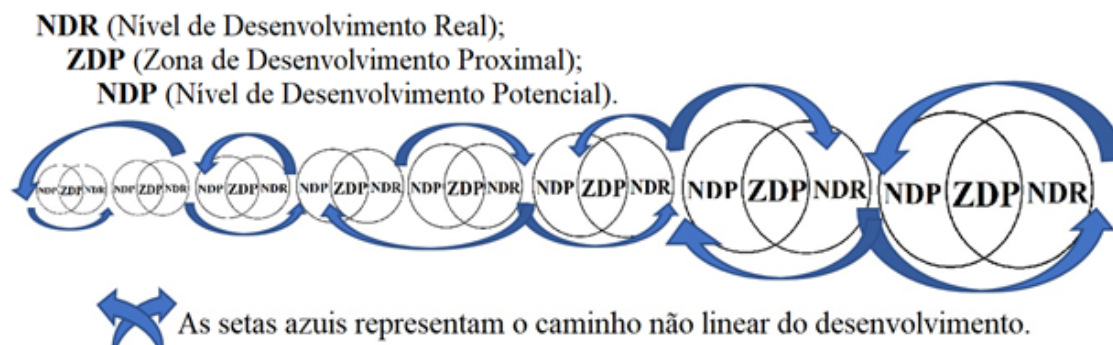 NDR (Nível de Desenvolvimento Real);
ZDP (Zona de Desenvolvimento Proximal);
NDP (Nível de Desenvolvimento Potencial).
NDP ZDP NDR NDP ZDP NDR NDP ZDP NDR NDP ZDP NDR NDP ZDP NDR NDP ZDP NDR NDP ZDP NDR NDP ZDP NDR
As setas azuis representam o caminho não linear do desenvolvimento.